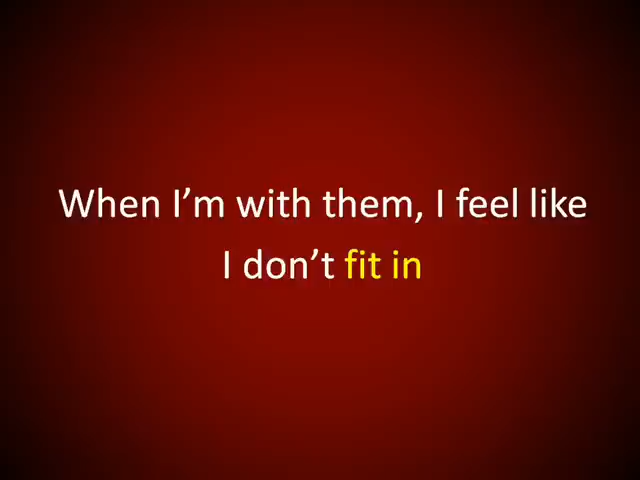 When I’m with them, I feel like
I don’t fit in